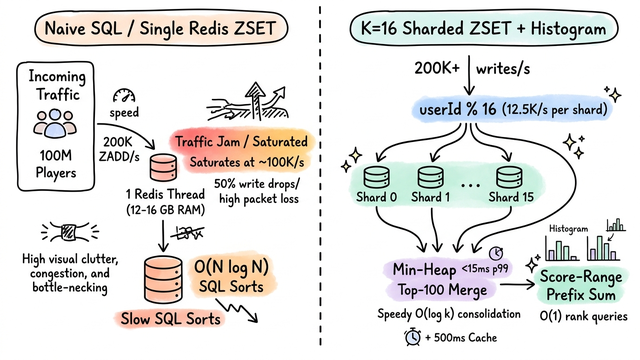 Naive SQL / Single Redis ZSET
Incoming
Traffic
100M
Players
speed
200K
ZADD/s
Traffic Jam / Saturated
Saturates at ~100K/s
1 Redis Thread
(12–16 GB RAM)
50% write drops/
high packet loss
High visual clutter,
congestion, and
bottle-necking
O(N log N)
SQL Sorts
Slow SQL Sorts
K=16 Sharded ZSET + Histogram
200K+ writes/s
userId % 16 (12.5K/s per shard)
Shard 0
Shard 1
...
Shard 15
Histogram
Min-Heap <15ms p99
Top-100 Merge
Speedy O(log k) consolidation
+ 500ms Cache
Score-Range
Prefix Sum
O(1) rank queries